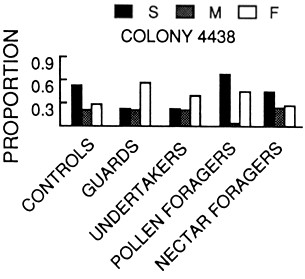 S M F
COLONY 4438
PROPORTION
0.9
0.6
0.3
CONTROLS
GUARDS
UNDERTAKERS
POLLEN FORAGERS
NECTAR FORAGERS